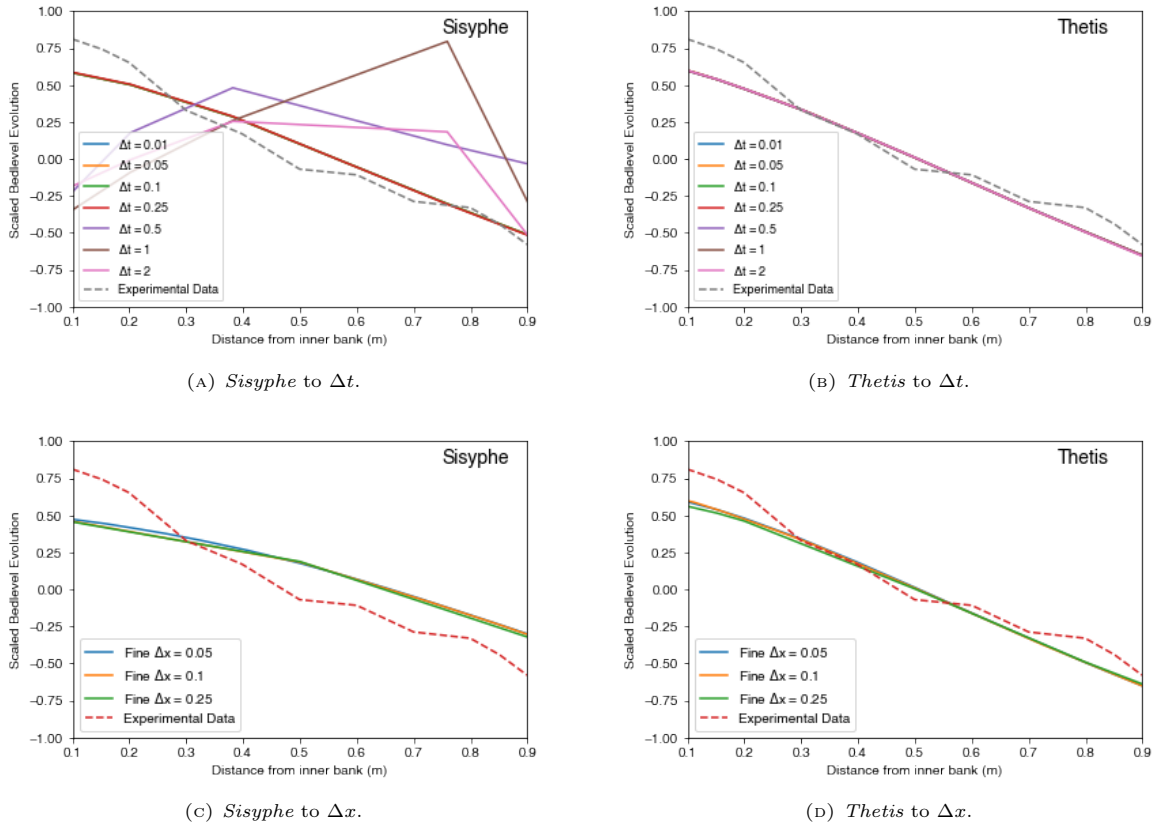 Sisyphe
Scaled Bedlevel Evolution
1.00
0.75
0.50
0.25
0.00
−0.25
−0.50
−0.75
−1.00
Δt = 0.01
Δt = 0.05
Δt = 0.1
Δt = 0.25
Δt = 0.5
Δt = 1
Δt = 2
Experimental Data
0.1 0.2 0.3 0.4 0.5 0.6 0.7 0.8 0.9
Distance from inner bank (m)
(A) Sisyphe to Δt.
Thetis
Scaled Bedlevel Evolution
1.00
0.75
0.50
0.25
0.00
−0.25
−0.50
−0.75
−1.00
Δt = 0.01
Δt = 0.05
Δt = 0.1
Δt = 0.25
Δt = 0.5
Δt = 1
Δt = 2
Experimental Data
0.1 0.2 0.3 0.4 0.5 0.6 0.7 0.8 0.9
Distance from inner bank (m)
(B) Thetis to Δt.
Sisyphe
Scaled Bedlevel Evolution
1.00
0.75
0.50
0.25
0.00
−0.25
−0.50
−0.75
−1.00
Fine Δx = 0.05
Fine Δx = 0.1
Fine Δx = 0.25
Experimental Data
0.1 0.2 0.3 0.4 0.5 0.6 0.7 0.8 0.9
Distance from inner bank (m)
(C) Sisyphe to Δx.
Thetis
Scaled Bedlevel Evolution
1.00
0.75
0.50
0.25
0.00
−0.25
−0.50
−0.75
−1.00
Fine Δx = 0.05
Fine Δx = 0.1
Fine Δx = 0.25
Experimental Data
0.1 0.2 0.3 0.4 0.5 0.6 0.7 0.8 0.9
Distance from inner bank (m)
(D) Thetis to Δx.